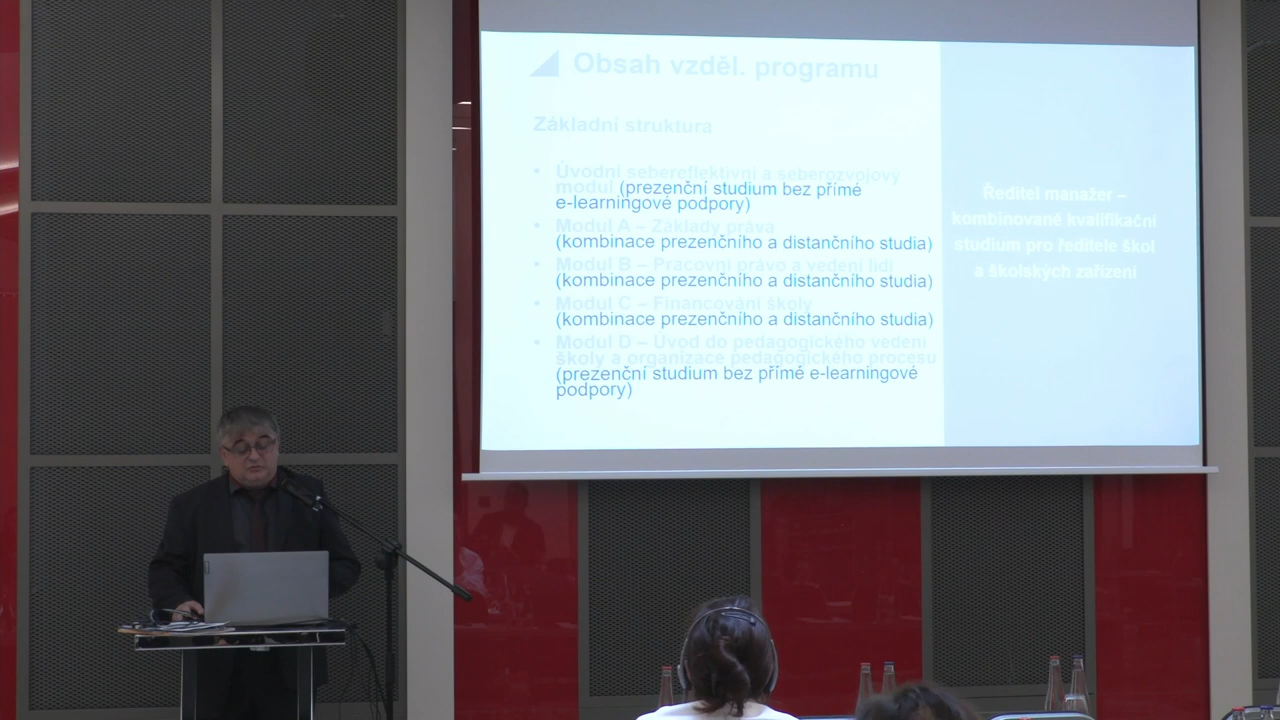 Obsah vzděl. programu
Základní struktura
• Úvodní sebereflektivní a seberozvojový
modul (prezenční studium bez přímé
e-learningové podpory)
• Modul A – Základy práva
(kombinace prezenčního a distančního studia)
• Modul B – Pracovní právo a vedení lidí
(kombinace prezenčního a distančního studia)
• Modul C – Financování školy
(kombinace prezenčního a distančního studia)
• Modul D – Úvod do pedagogického vedení
školy a organizace pedagogického procesu
(prezenční studium bez přímé e-learningové
podpory)
Ředitel manažer –
kombinované kvalifikační
studium pro ředitele škol
a školských zařízení